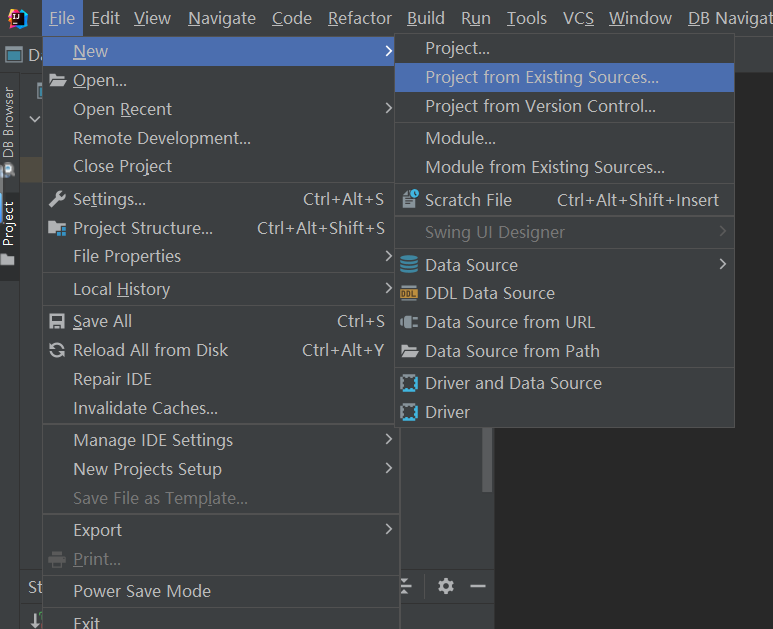 File Edit View Navigate Code Refactor Build Run Tools VCS Window DB Navigat
New
Open...
Open Recent
Remote Development...
Close Project
Settings... Ctrl+Alt+S
Project Structure... Ctrl+Alt+Shift+S
File Properties
Local History
Save All Ctrl+S
Reload All from Disk Ctrl+Alt+Y
Repair IDE
Invalidate Caches...
Manage IDE Settings
New Projects Setup
Save File as Template...
Export
Print...
Power Save Mode
Exit
Project...
Project from Existing Sources...
Project from Version Control...
Module...
Module from Existing Sources...
Scratch File Ctrl+Alt+Shift+Insert
Swing UI Designer
Data Source
DDL Data Source
Data Source from URL
Data Source from Path
Driver and Data Source
Driver
DB Browser
Project